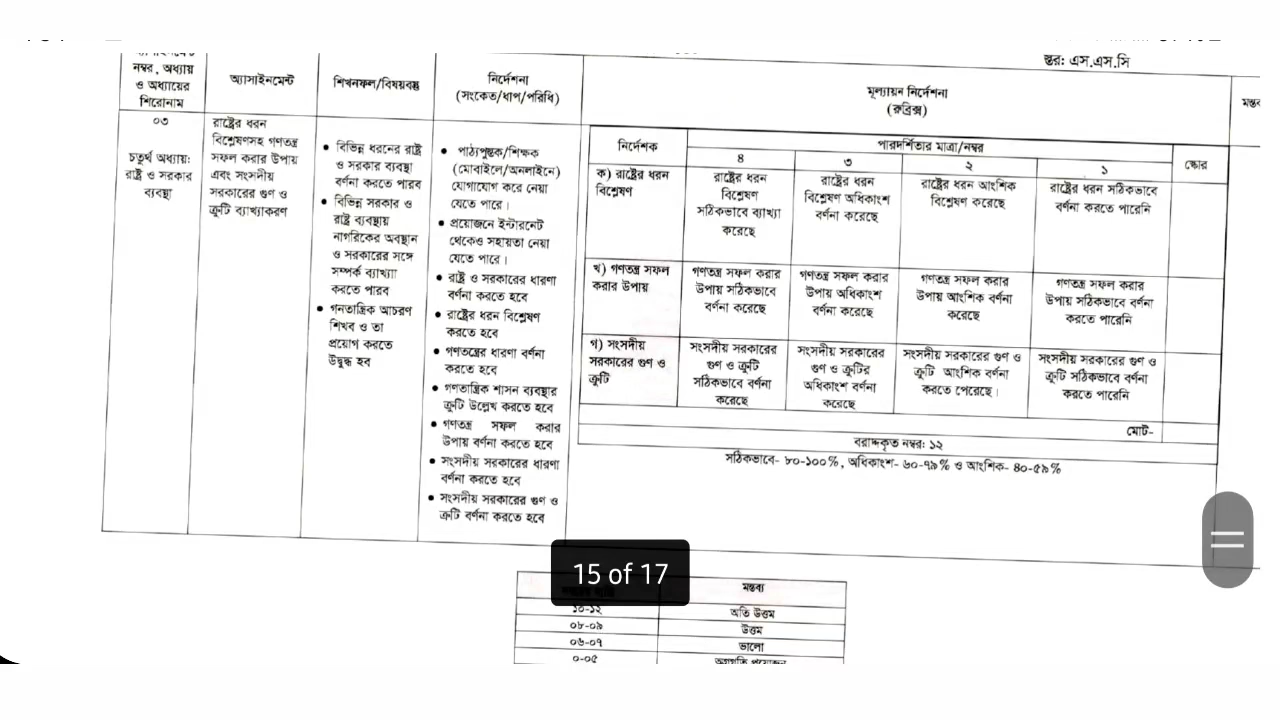 স্তর: এস.এস.সি
নম্বর, অধ্যায়
ও অধ্যায়ের
শিরোনাম
অ্যাসাইনমেন্ট
শিখনফল/বিষয়বস্তু
নির্দেশনা
(সংকেত/ধাপ/পরিধি)
মূল্যায়ন নির্দেশনা
(রুব্রিক্স)
০৩
চতুর্থ অধ্যায়:
রাষ্ট্র ও সরকার
ব্যবস্থা
রাষ্ট্রের ধরন
বিশ্লেষণসহ গণতন্ত্র
সফল করার উপায়
এবং সংসদীয়
সরকারের গুণ ও
ত্রুটি ব্যাখ্যাকরণ
• বিভিন্ন ধরনের রাষ্ট্র
ও সরকার ব্যবস্থা
বর্ণনা করতে পারব
• বিভিন্ন সরকার ও
রাষ্ট্র ব্যবস্থায়
নাগরিকের অবস্থান
ও সরকারের সঙ্গে
সম্পর্ক ব্যাখ্যা
করতে পারব
• গনতান্ত্রিক আচরণ
শিখব ও তা
প্রয়োগ করতে
উদ্বুদ্ধ হব
• পাঠ্যপুস্তক/শিক্ষক
(মোবাইলে/অনলাইনে)
যোগাযোগ করে নেয়া
যেতে পারে।
• প্রয়োজনে ইন্টারনেট
থেকেও সহায়তা নেয়া
যেতে পারে।
• রাষ্ট্র ও সরকারের ধারণা
বর্ণনা করতে হবে
• রাষ্ট্রের ধরন বিশ্লেষণ
করতে হবে
• গণতন্ত্রের ধারণা বর্ণনা
করতে হবে
• গণতান্ত্রিক শাসন ব্যবস্থার
ত্রুটি উল্লেখ করতে হবে
• গণতন্ত্র সফল করার
উপায় বর্ণনা করতে হবে
• সংসদীয় সরকারের ধারণা
বর্ণনা করতে হবে
• সংসদীয় সরকারের গুণ ও
ত্রুটি বর্ণনা করতে হবে
নির্দেশক
পারদর্শিতার মাত্রা/নম্বর
স্কোর
৪
৩
২
১
ক) রাষ্ট্রের ধরন
বিশ্লেষণ
রাষ্ট্রের ধরন
বিশ্লেষণ
সঠিকভাবে ব্যাখ্যা
করেছে
রাষ্ট্রের ধরন
বিশ্লেষণ অধিকাংশ
বর্ণনা করেছে
রাষ্ট্রের ধরন আংশিক
বিশ্লেষণ করেছে
রাষ্ট্রের ধরন সঠিকভাবে
বর্ণনা করতে পারেনি
খ) গণতন্ত্র সফল
করার উপায়
গণতন্ত্র সফল করার
উপায় সঠিকভাবে
বর্ণনা করেছে
গণতন্ত্র সফল করার
উপায় অধিকাংশ
বর্ণনা করেছে
গণতন্ত্র সফল করার
উপায় আংশিক বর্ণনা
করেছে
গণতন্ত্র সফল করার
উপায় সঠিকভাবে বর্ণনা
করতে পারেনি
গ) সংসদীয়
সরকারের গুণ ও
ত্রুটি
সংসদীয় সরকারের
গুণ ও ত্রুটি
সঠিকভাবে বর্ণনা
করেছে
সংসদীয় সরকারের
গুণ ও ত্রুটির
অধিকাংশ বর্ণনা
করেছে
সংসদীয় সরকারের গুণ ও
ত্রুটি আংশিক বর্ণনা
করতে পেরেছে।
সংসদীয় সরকারের গুণ ও
ত্রুটি সঠিকভাবে বর্ণনা
করতে পারেনি
মোট-
বরাদ্দকৃত নম্বর: ১২
সঠিকভাবে- ৮০-১০০%, অধিকাংশ- ৬০-৭৯% ও আংশিক- ৪০-৫৯%
15 of 17
মন্তব্য
১০-১২
অতি উত্তম
০৮-০৯
উত্তম
০৬-০৭
ভালো
০-০৫